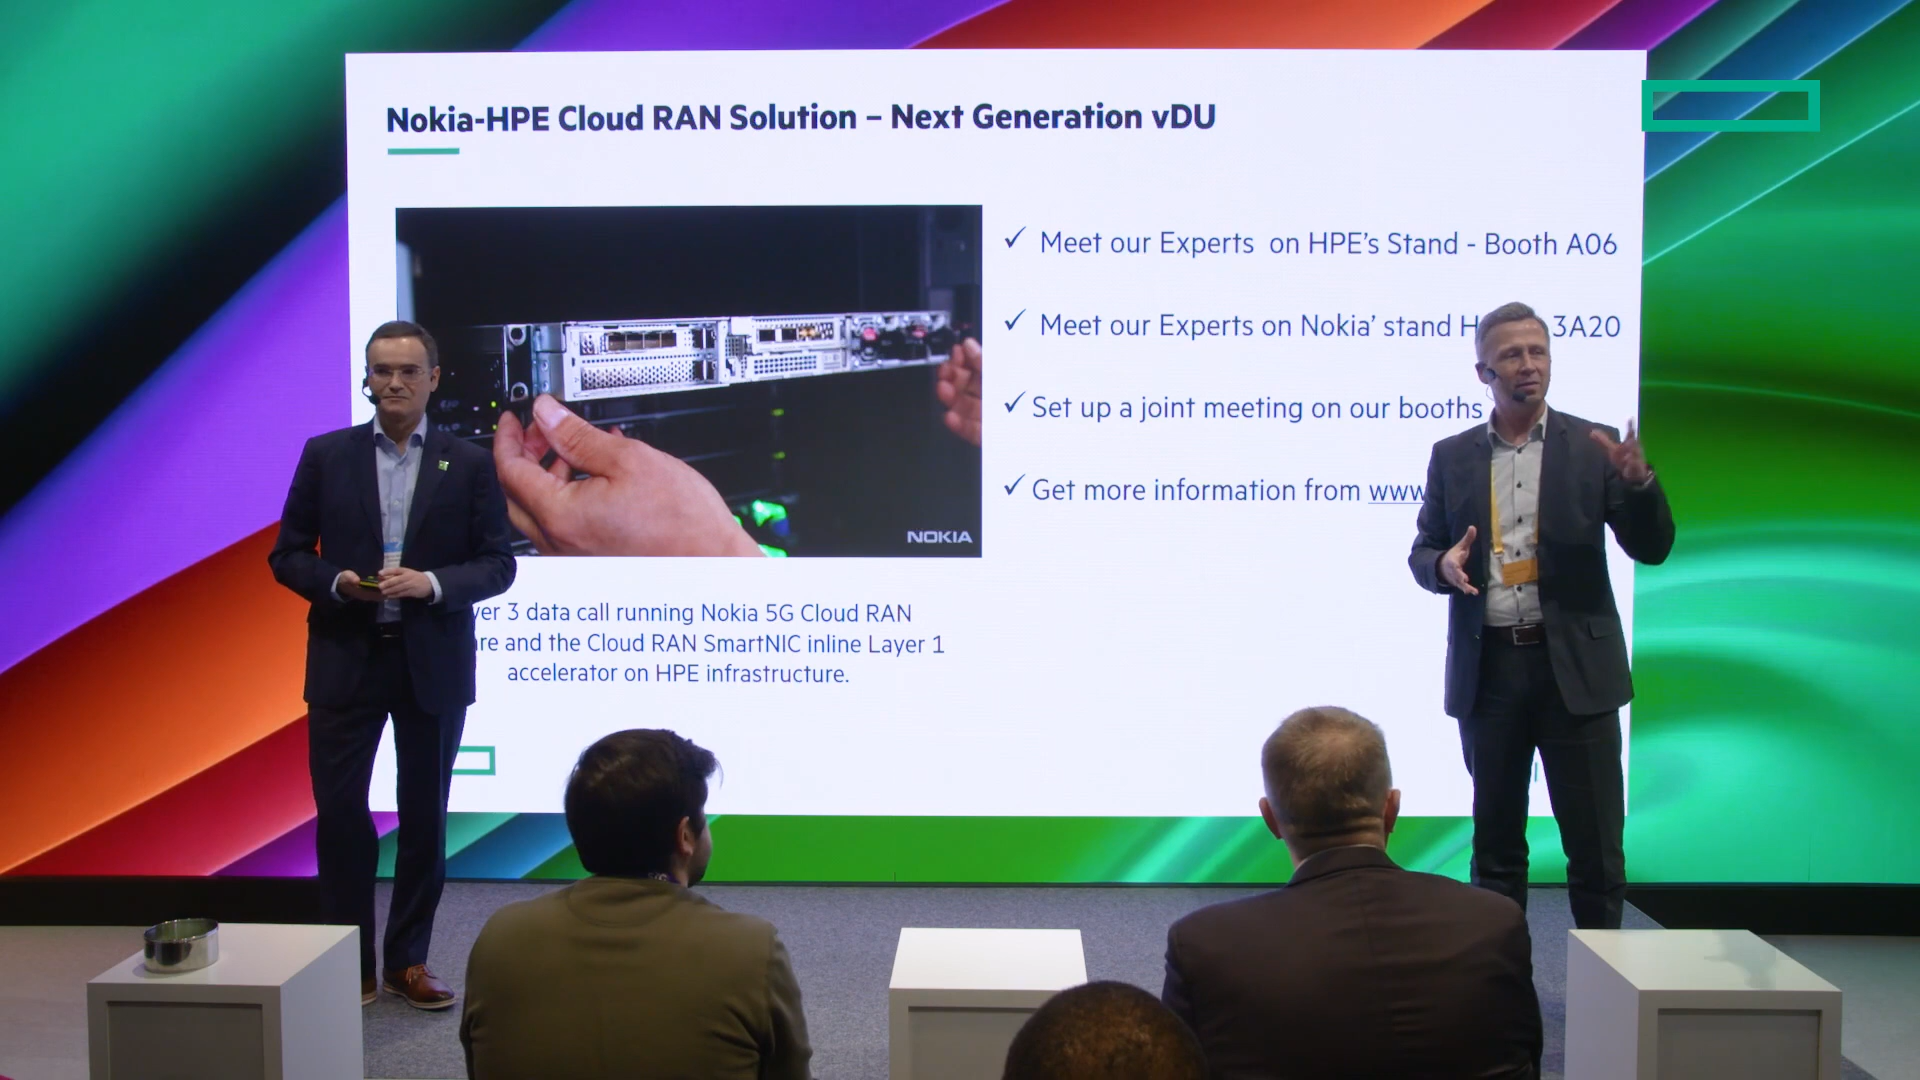 Nokia-HPE Cloud RAN Solution – Next Generation vDU
✓ Meet our Experts on HPE’s Stand - Booth A06
✓ Meet our Experts on Nokia’ stand 3A20
✓ Set up a joint meeting on our booths
✓ Get more information from www
NOKIA
3 data call running Nokia 5G Cloud RAN
and the Cloud RAN SmartNIC inline Layer 1
accelerator on HPE infrastructure.